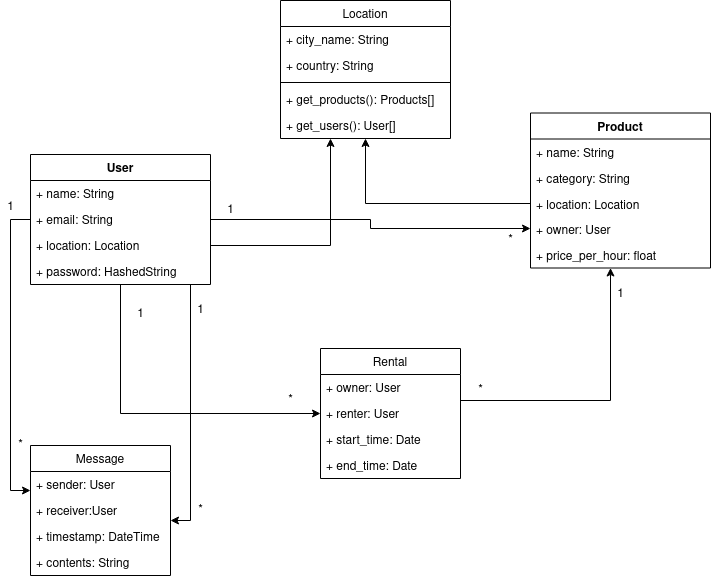 Location
+ city_name: String
+ country: String
+ get_products(): Products[]
+ get_users(): User[]
Product
+ name: String
+ category: String
+ location: Location
+ owner: User
+ price_per_hour: float
User
+ name: String
+ email: String
+ location: Location
+ password: HashedString
1
1
*
1
1
1
*
*
Rental
+ owner: User
+ renter: User
+ start_time: Date
+ end_time: Date
*
*
Message
+ sender: User
+ receiver:User
+ timestamp: DateTime
+ contents: String